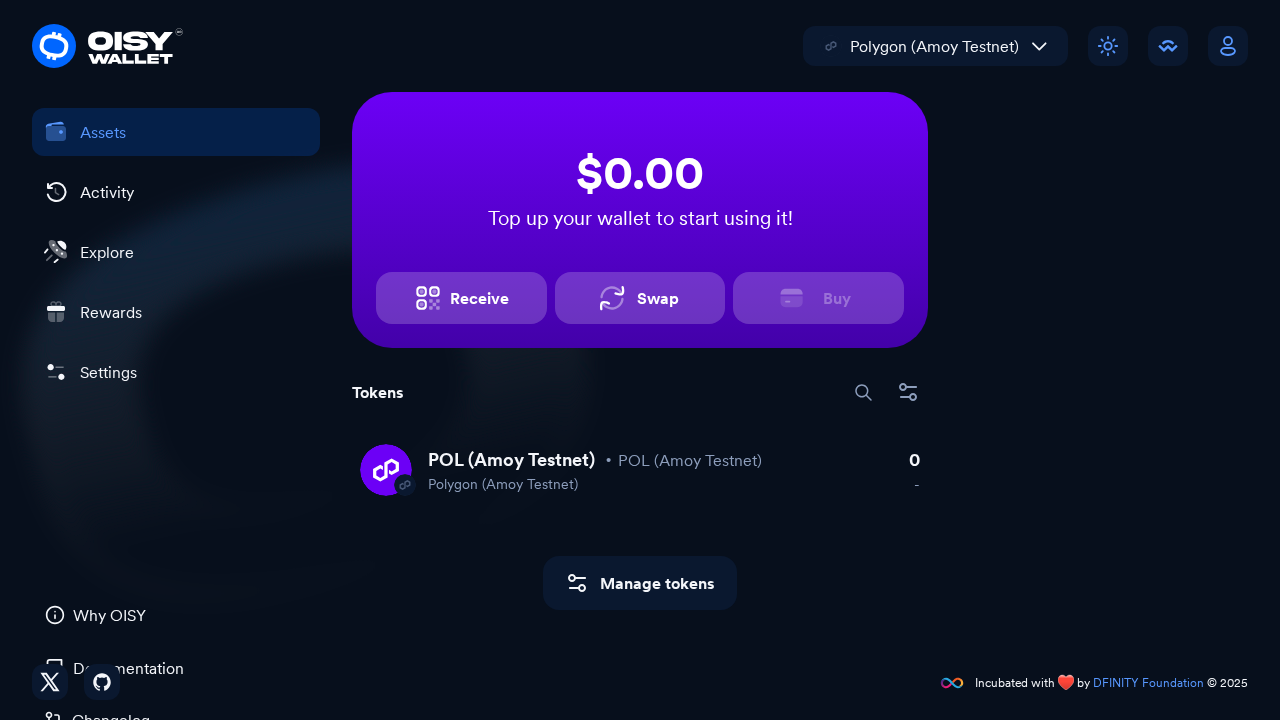 OISY
WALLET
Polygon (Amoy Testnet)
Assets
Activity
Explore
Rewards
Settings
$0.00
Top up your wallet to start using it!
Receive
Swap
Buy
Tokens
POL (Amoy Testnet) • POL (Amoy Testnet)
Polygon (Amoy Testnet)
0
-
Manage tokens
Why OISY
Documentation
Changelog
Incubated with ❤️ by DFINITY Foundation © 2025